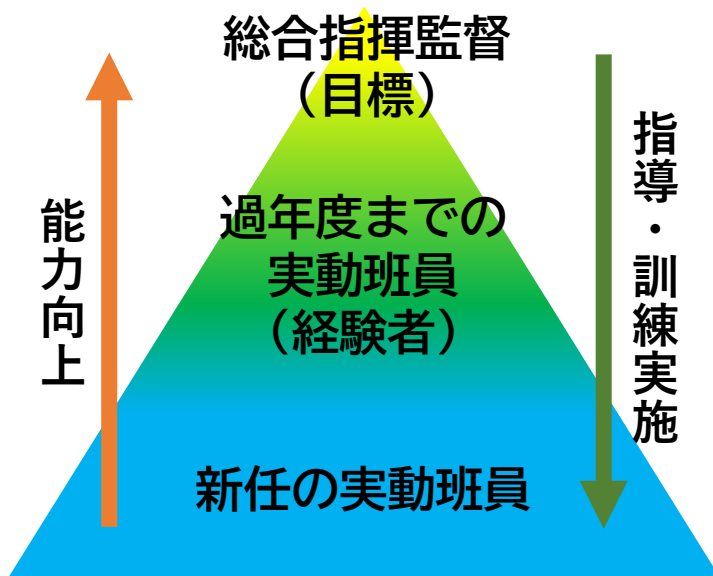 総合指揮監督
（目標）
過年度までの
実動班員
（経験者）
新任の実動班員
能力向上
指導・訓練実施